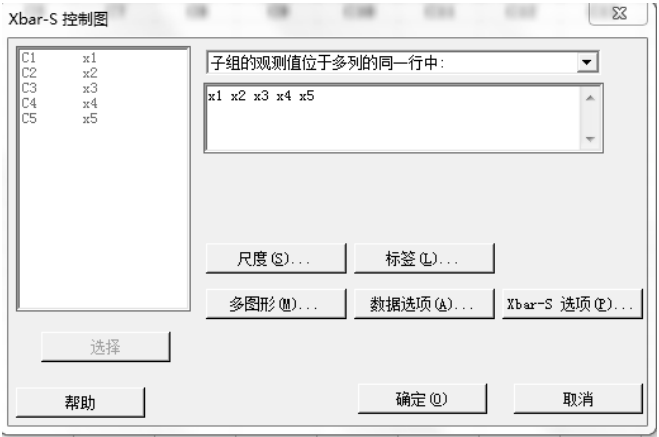 Xbar-S 控制图
C1 x1
C2 x2
C3 x3
C4 x4
C5 x5
子组的观测值位于多列的同一行中:
x1 x2 x3 x4 x5
尺度(S)...
标签(L)...
多图形(M)...
数据选项(A)...
Xbar-S 选项(P)...
选择
帮助
确定(O)
取消